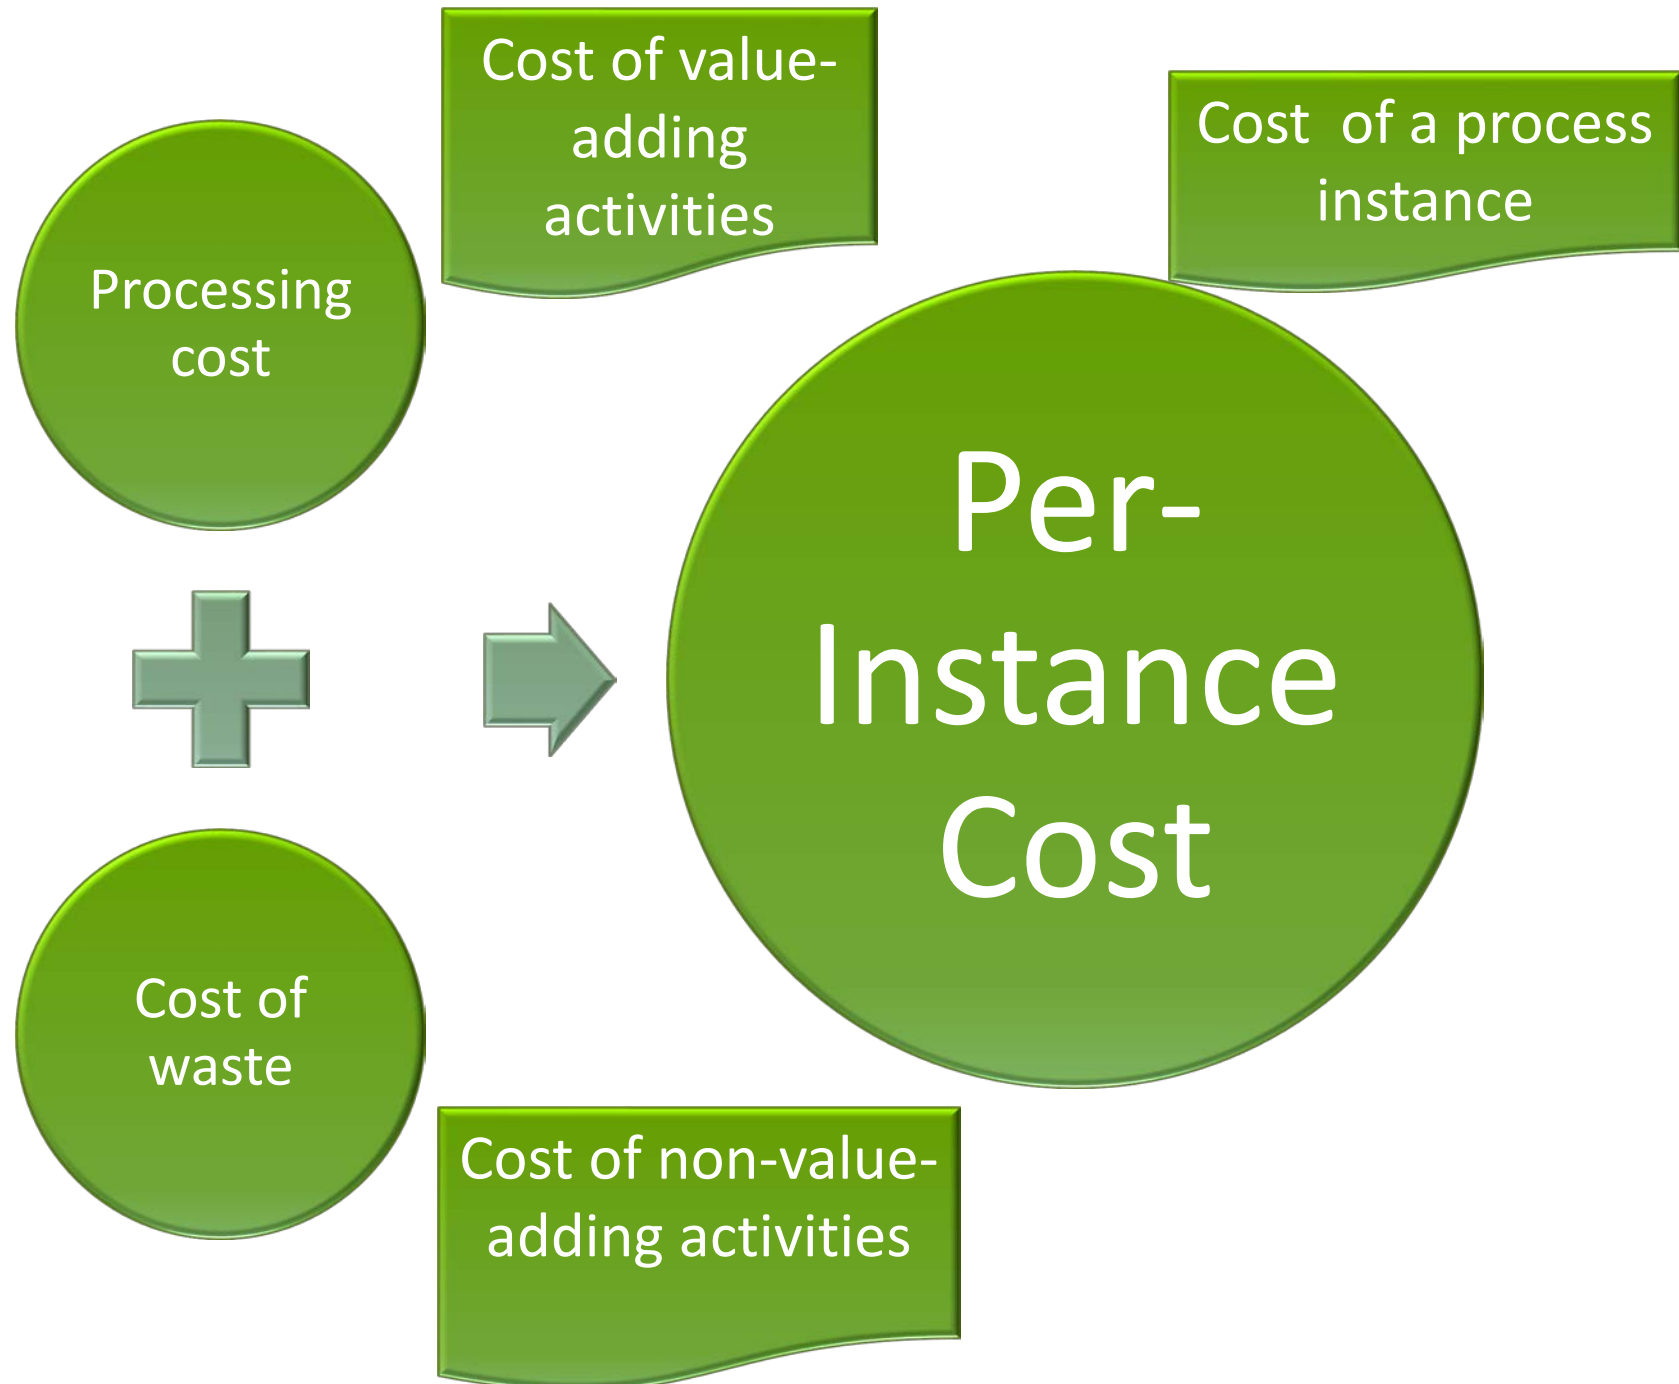 Cost of value-
adding
activities
Cost of a process
instance
Processing
cost
Per-
Instance
Cost
Cost of
waste
Cost of non-value-
adding activities